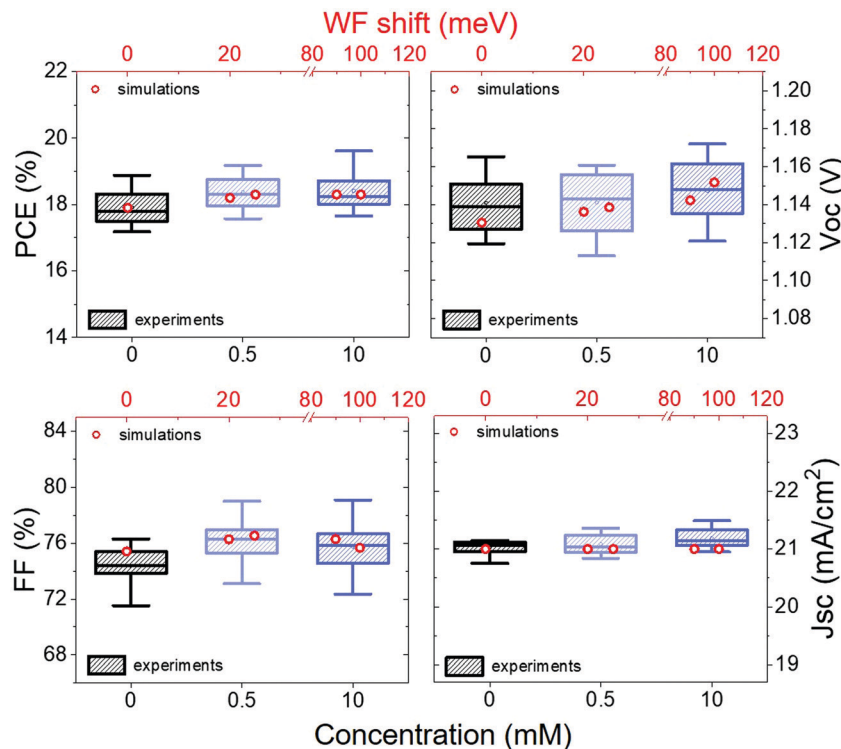 WF shift (meV)
0 20 80 100 120 0 20 80 100 120
22
20
18
16
14
PCE (%)
simulations
experiments
0 0.5 10
simulations
1.20
1.18
1.16
1.14
1.12
1.10
1.08
Voc (V)
experiments
0 0.5 10
0 20 80 100 120 0 20 80 100 120
84
80
76
72
68
FF (%)
simulations
experiments
0 0.5 10
simulations
23
22
21
20
19
Jsc (mA/cm²)
experiments
0 0.5 10
Concentration (mM)